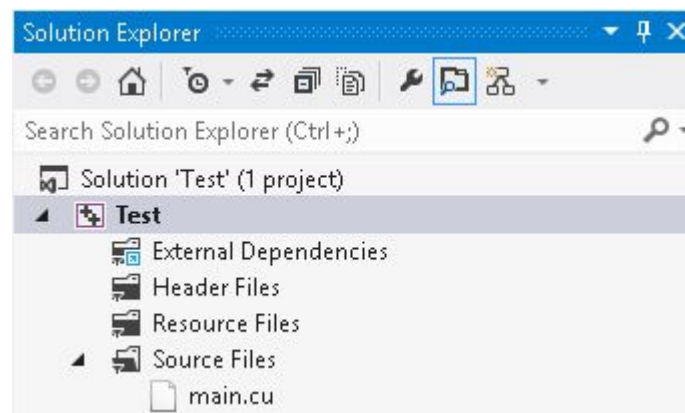 Solution Explorer
Search Solution Explorer (Ctrl+;)
Solution 'Test' (1 project)
Test
External Dependencies
Header Files
Resource Files
Source Files
main.cu